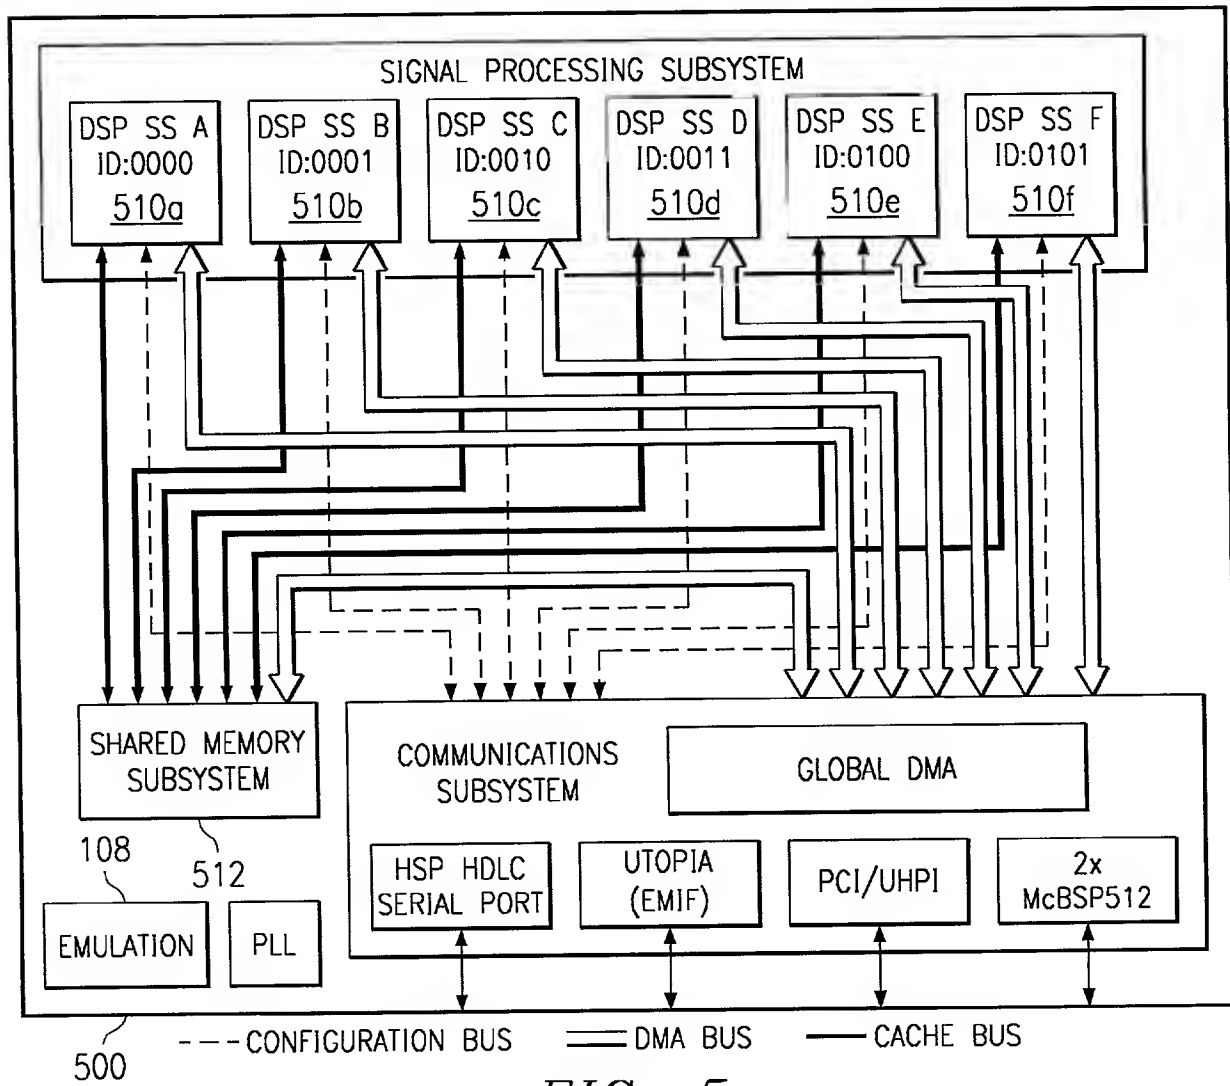 SIGNAL PROCESSING SUBSYSTEM
DSP SS A
ID:0000
510a
DSP SS B
ID:0001
510b
DSP SS C
ID:0010
510c
DSP SS D
ID:0011
510d
DSP SS E
ID:0100
510e
DSP SS F
ID:0101
510f
SHARED MEMORY
SUBSYSTEM
512
COMMUNICATIONS
SUBSYSTEM
GLOBAL DMA
HSP HDLC
SERIAL PORT
UTOPIA
(EMIF)
PCI/UHPI
2x
McBSP512
108
EMULATION
PLL
500
CONFIGURATION BUS
DMA BUS
CACHE BUS